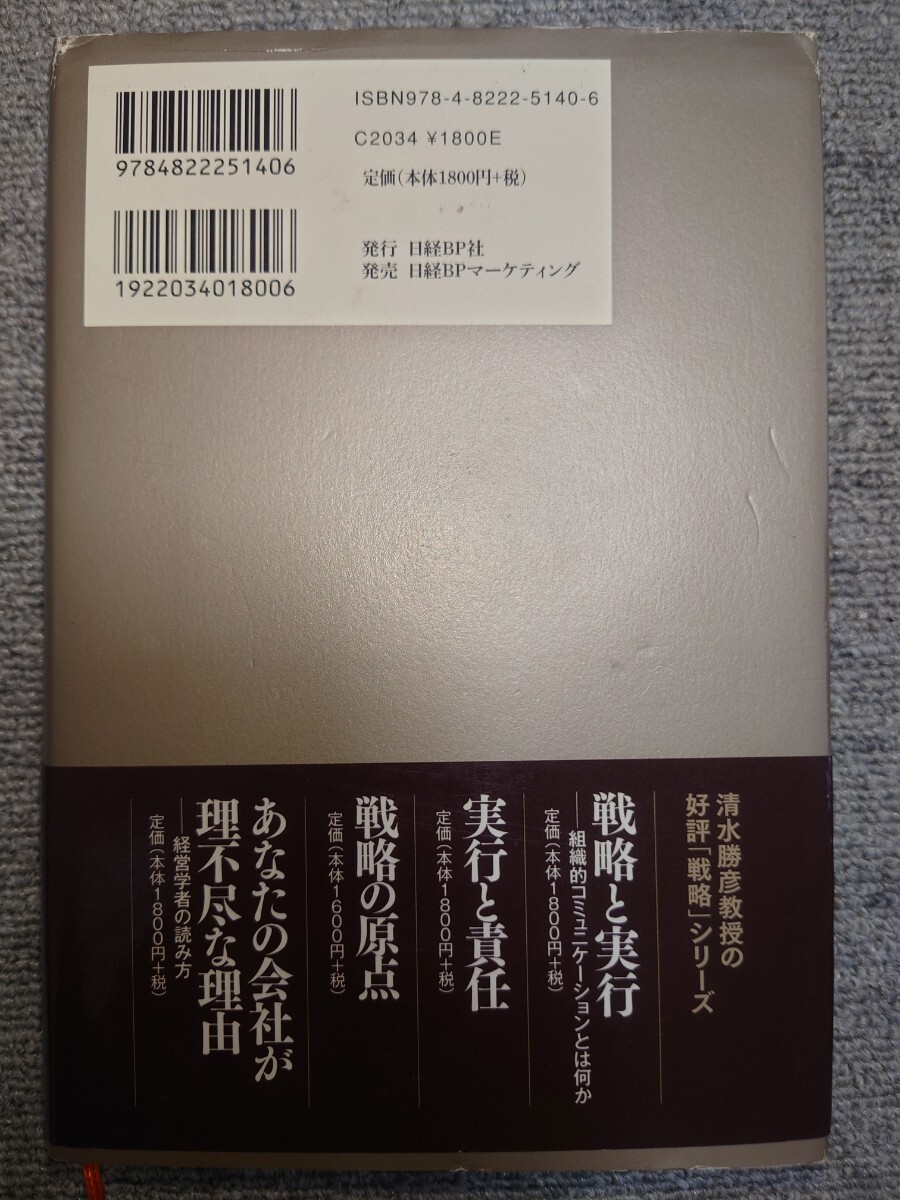 ISBN978-4-8222-5140-6
C2034 ¥1800E
定価(本体1800円+税)
9784822251406
1922034018006
発行 日経BP社
発売 日経BPマーケティング
清水勝彦教授の
好評「戦略」シリーズ
戦略と実行
──組織的コミュニケーションとは何か
定価(本体1800円+税)
実行と責任
定価(本体1800円+税)
戦略の原点
定価(本体1600円+税)
あなたの会社が
理不尽な理由
──経営学者の読み方
定価(本体1800円+税)